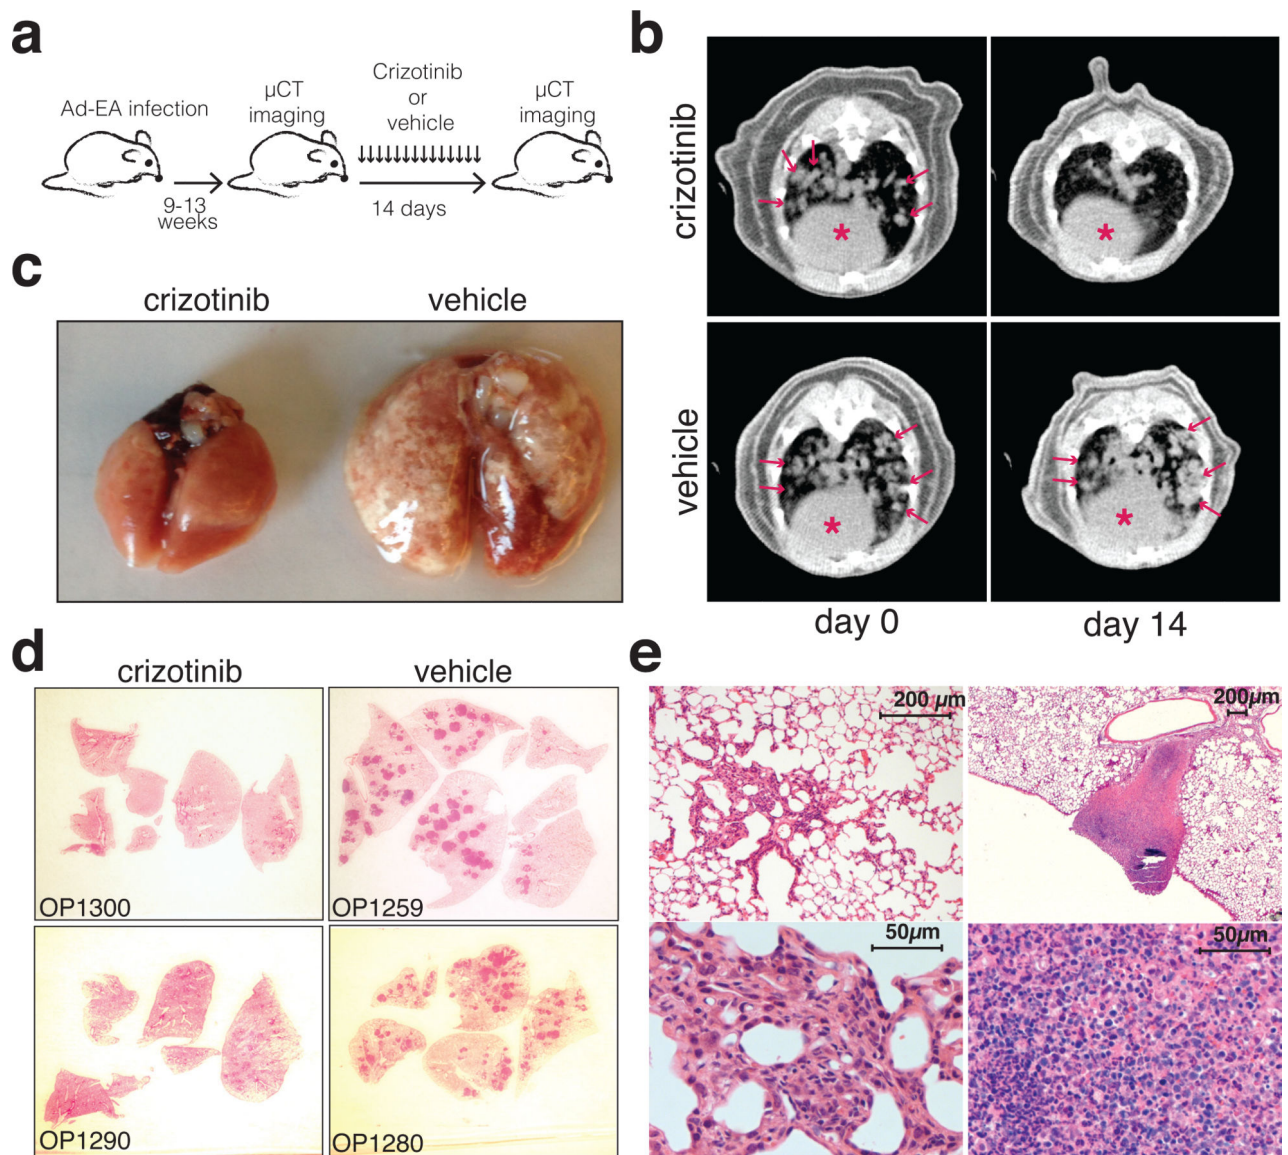 a
Ad-EA infection
9-13
weeks
µCT
imaging
Crizotinib
or
vehicle
14 days
µCT
imaging
b
crizotinib
vehicle
*
*
*
*
day 0
day 14
c
crizotinib
vehicle
d
crizotinib
vehicle
OP1300
OP1259
OP1290
OP1280
e
200 µm
200µm
50µm
50µm